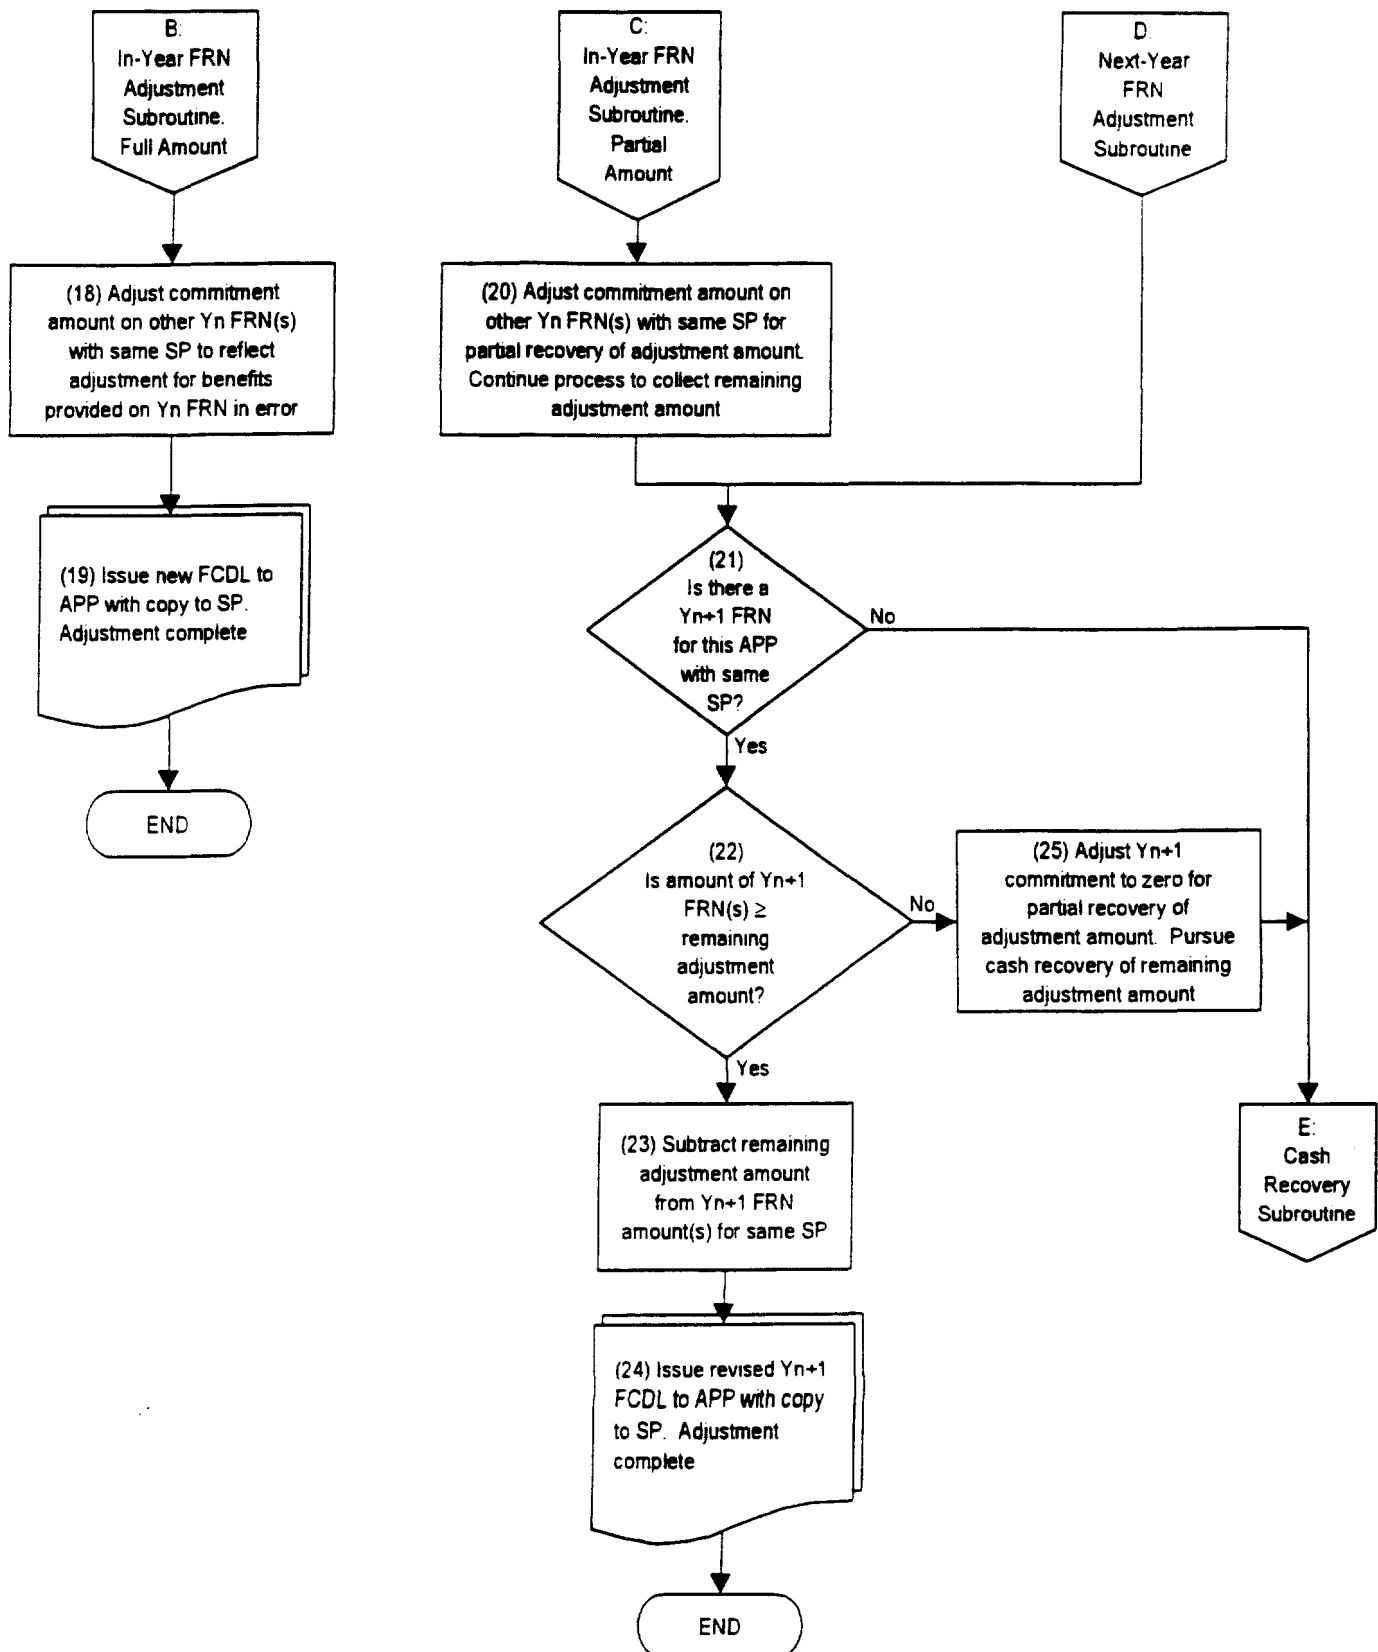 B:
In-Year FRN
Adjustment
Subroutine.
Full Amount
C:
In-Year FRN
Adjustment
Subroutine.
Partial
Amount
D:
Next-Year
FRN
Adjustment
Subroutine
(18) Adjust commitment
amount on other Yn FRN(s)
with same SP to reflect
adjustment for benefits
provided on Yn FRN in error
(20) Adjust commitment amount on
other Yn FRN(s) with same SP for
partial recovery of adjustment amount.
Continue process to collect remaining
adjustment amount
(19) Issue new FCDL to
APP with copy to SP.
Adjustment complete
END
(21)
Is there a
Yn+1 FRN
for this APP
with same
SP?
No
Yes
(22)
Is amount of Yn+1
FRN(s) ≥
remaining
adjustment
amount?
No
Yes
(25) Adjust Yn+1
commitment to zero for
partial recovery of
adjustment amount. Pursue
cash recovery of remaining
adjustment amount
(23) Subtract remaining
adjustment amount
from Yn+1 FRN
amount(s) for same SP
E:
Cash
Recovery
Subroutine
(24) Issue revised Yn+1
FCDL to APP with copy
to SP. Adjustment
complete
END